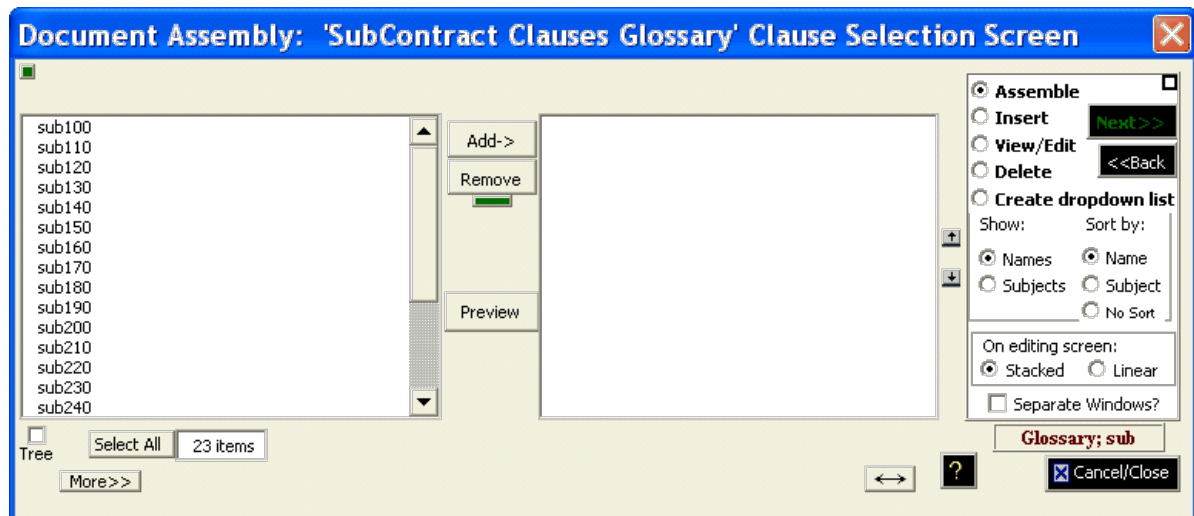 Document Assembly:  'SubContract Clauses Glossary' Clause Selection Screen
sub100
sub110
sub120
sub130
sub140
sub150
sub160
sub170
sub180
sub190
sub200
sub210
sub220
sub230
sub240
Tree
Select All
23 items
More>>
Add->
Remove
Preview
Assemble
Insert
View/Edit
Delete
Create dropdown list
Next>>
<<Back
Show:
Names
Subjects
Sort by:
Name
Subject
No Sort
On editing screen:
Stacked
Linear
Separate Windows?
Glossary; sub
?
Cancel/Close